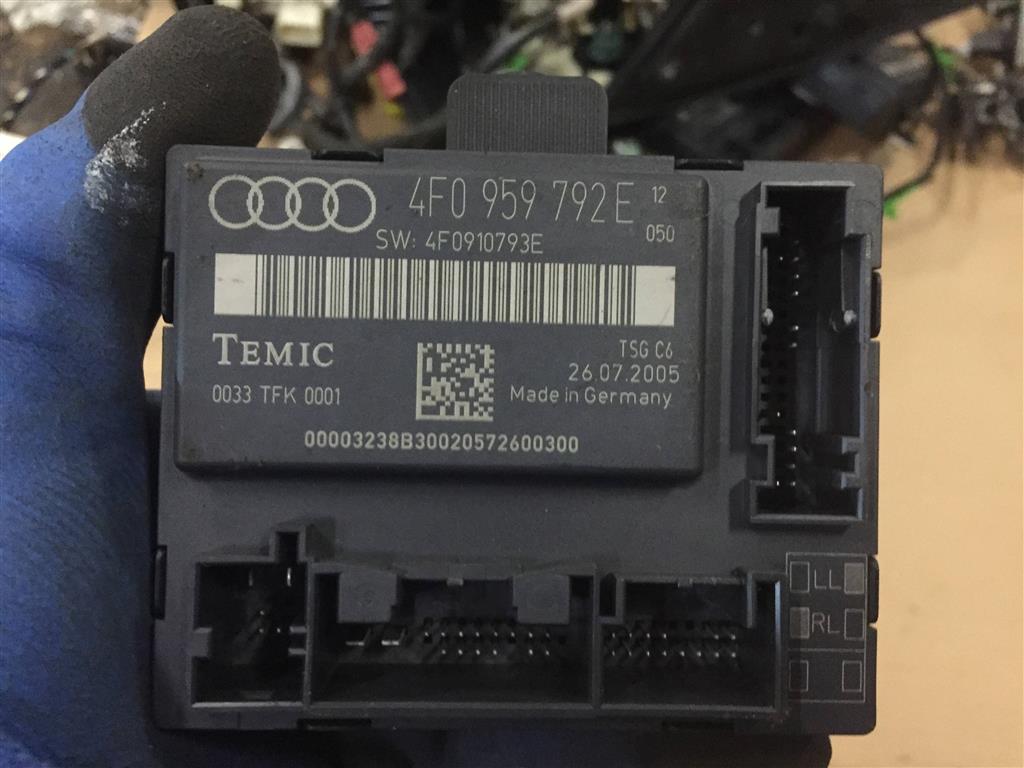 4F0 959 792E 12
050
SW: 4F0910793E
TEMIC
TSG C6
26.07.2005
0033 TFK 0001
Made in Germany
00003238B30020572600300
LL
RL